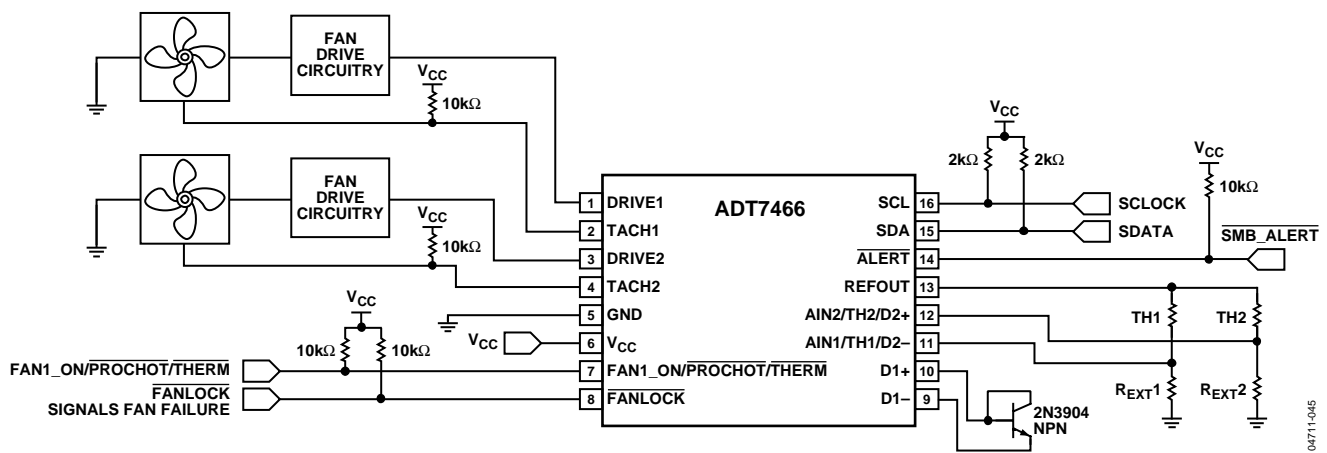 FAN
DRIVE
CIRCUITRY
VCC
10kΩ
FAN
DRIVE
CIRCUITRY
VCC
10kΩ
VCC
10kΩ
10kΩ
FAN1_ON/PROCHOT/THERM
FANLOCK
SIGNALS FAN FAILURE
VCC
ADT7466
1 DRIVE1
2 TACH1
3 DRIVE2
4 TACH2
5 GND
6 VCC
7 FAN1_ON/PROCHOT/THERM
8 FANLOCK
SCL 16
SDA 15
ALERT 14
REFOUT 13
AIN2/TH2/D2+ 12
AIN1/TH1/D2– 11
D1+ 10
D1– 9
VCC
2kΩ
2kΩ
SCLOCK
SDATA
VCC
10kΩ
SMB_ALERT
TH1
TH2
REXT1
REXT2
2N3904
NPN
04711-045